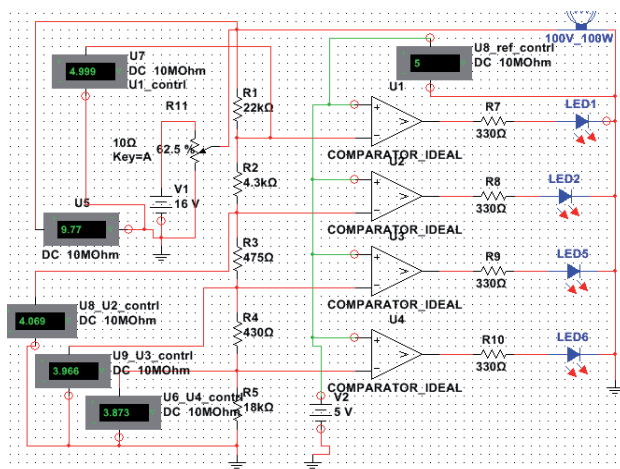 100V_100W
U7
4.999
DC 10MOhm
U1_contrl
U8_ref_contrl
5
DC 10MOhm
U1
R11
R1
22kΩ
R7
330Ω
LED1
10Ω
Key=A
62.5 %
COMPARATOR_IDEAL
U2
R2
4.3kΩ
R8
330Ω
LED2
V1
16 V
U5
9.77
DC 10MOhm
COMPARATOR_IDEAL
U3
R3
475Ω
R9
330Ω
LED5
U8_U2_contrl
4.069
DC 10MOhm
COMPARATOR_IDEAL
U4
R4
430Ω
R10
330Ω
LED6
U9_U3_contrl
3.966
DC 10MOhm
U6_U4_contrl
3.873
DC 10MOhm
R5
18kΩ
COMPARATOR_IDEAL
V2
5 V